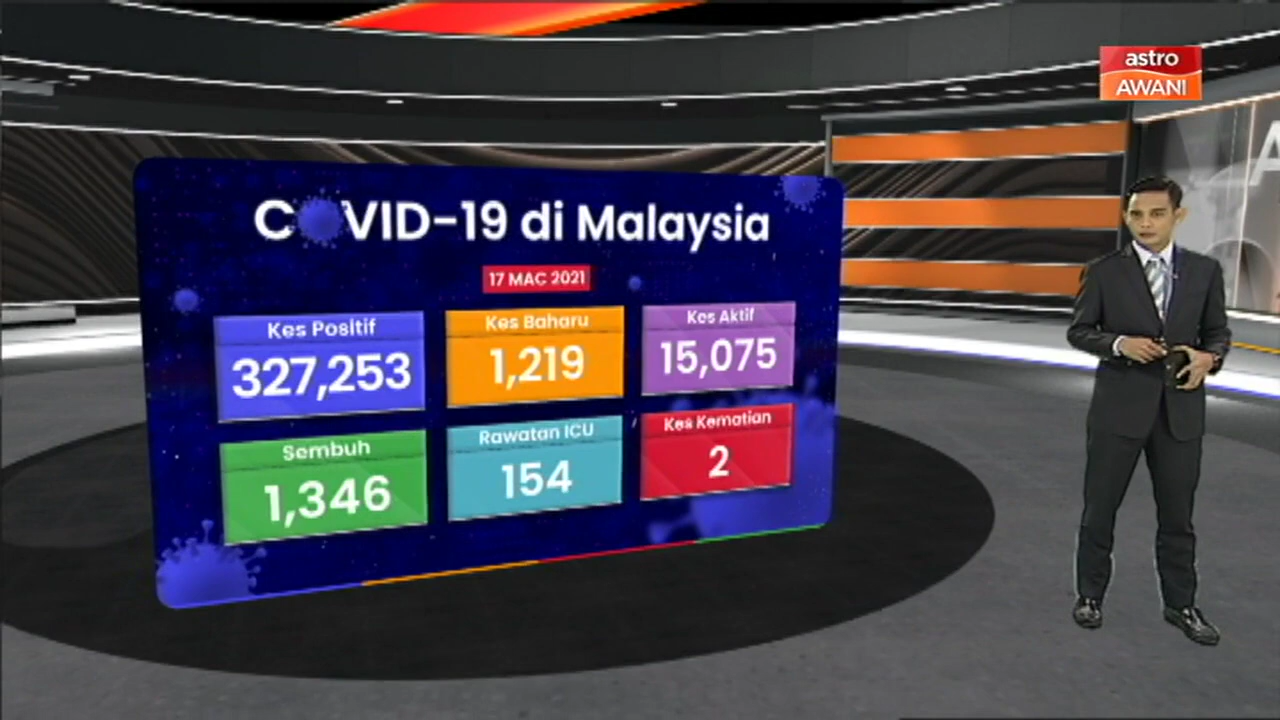 astro
AWANI
COVID-19 di Malaysia
17 MAC 2021
Kes Positif
327,253
Kes Baharu
1,219
Kes Aktif
15,075
Sembuh
1,346
Rawatan ICU
154
Kes Kematian
2